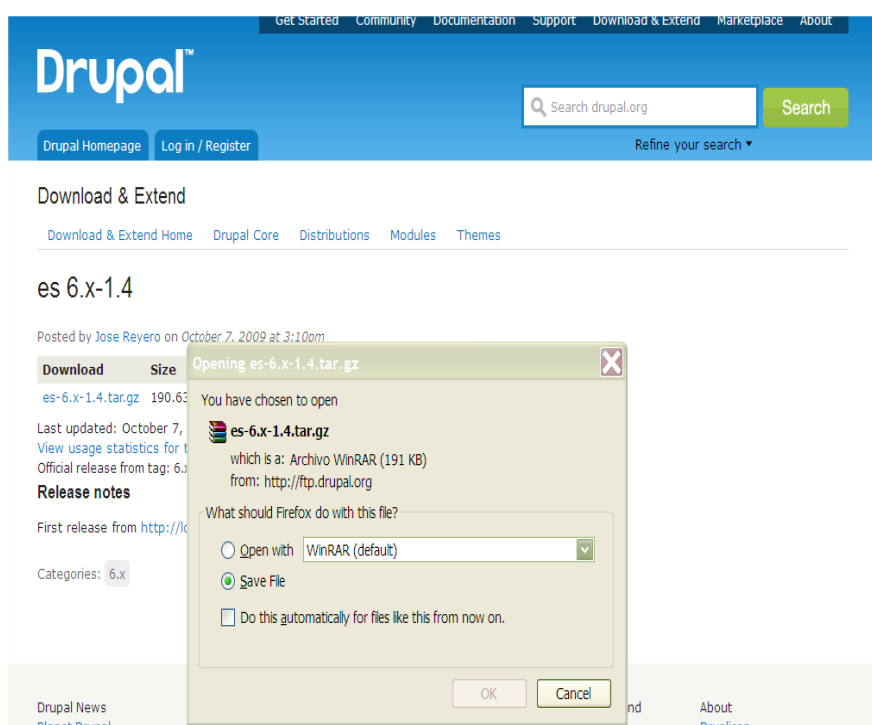 Get Started Community Documentation Support Download & Extend Marketplace About
Drupal™
Search drupal.org Search
Drupal Homepage Log in / Register Refine your search ▾
Download & Extend
Download & Extend Home Drupal Core Distributions Modules Themes
es 6.x-1.4
Posted by Jose Reyero on October 7, 2009 at 3:10pm
Download Size
es-6.x-1.4.tar.gz 190.63
Last updated: October 7,
View usage statistics for t
Official release from tag: 6.x
Release notes
First release from http://lo
Categories: 6.x
Opening es-6.x-1.4.tar.gz
You have chosen to open
es-6.x-1.4.tar.gz
which is a: Archivo WinRAR (191 KB)
from: http://ftp.drupal.org
What should Firefox do with this file?
Open with WinRAR (default)
Save File
Do this automatically for files like this from now on.
OK Cancel
Drupal News nd About